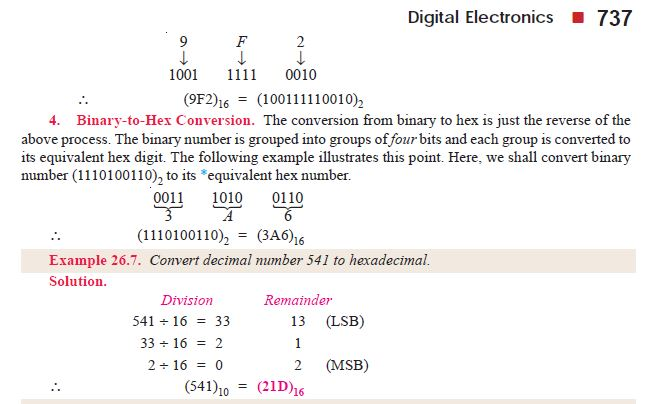 Digital Electronics ■ 737
9 F 2
↓ ↓ ↓
1001 1111 0010
∴ (9F2)₁₆ = (100111110010)₂
4. Binary-to-Hex Conversion. The conversion from binary to hex is just the reverse of the
above process. The binary number is grouped into groups of four bits and each group is converted to
its equivalent hex digit. The following example illustrates this point. Here, we shall convert binary
number (1110100110)₂ to its *equivalent hex number.
0011 1010 0110
3 A 6
∴ (1110100110)₂ = (3A6)₁₆
Example 26.7. Convert decimal number 541 to hexadecimal.
Solution.
Division Remainder
541 ÷ 16 = 33 13 (LSB)
33 ÷ 16 = 2 1
2 ÷ 16 = 0 2 (MSB)
∴ (541)₁₀ = (21D)₁₆